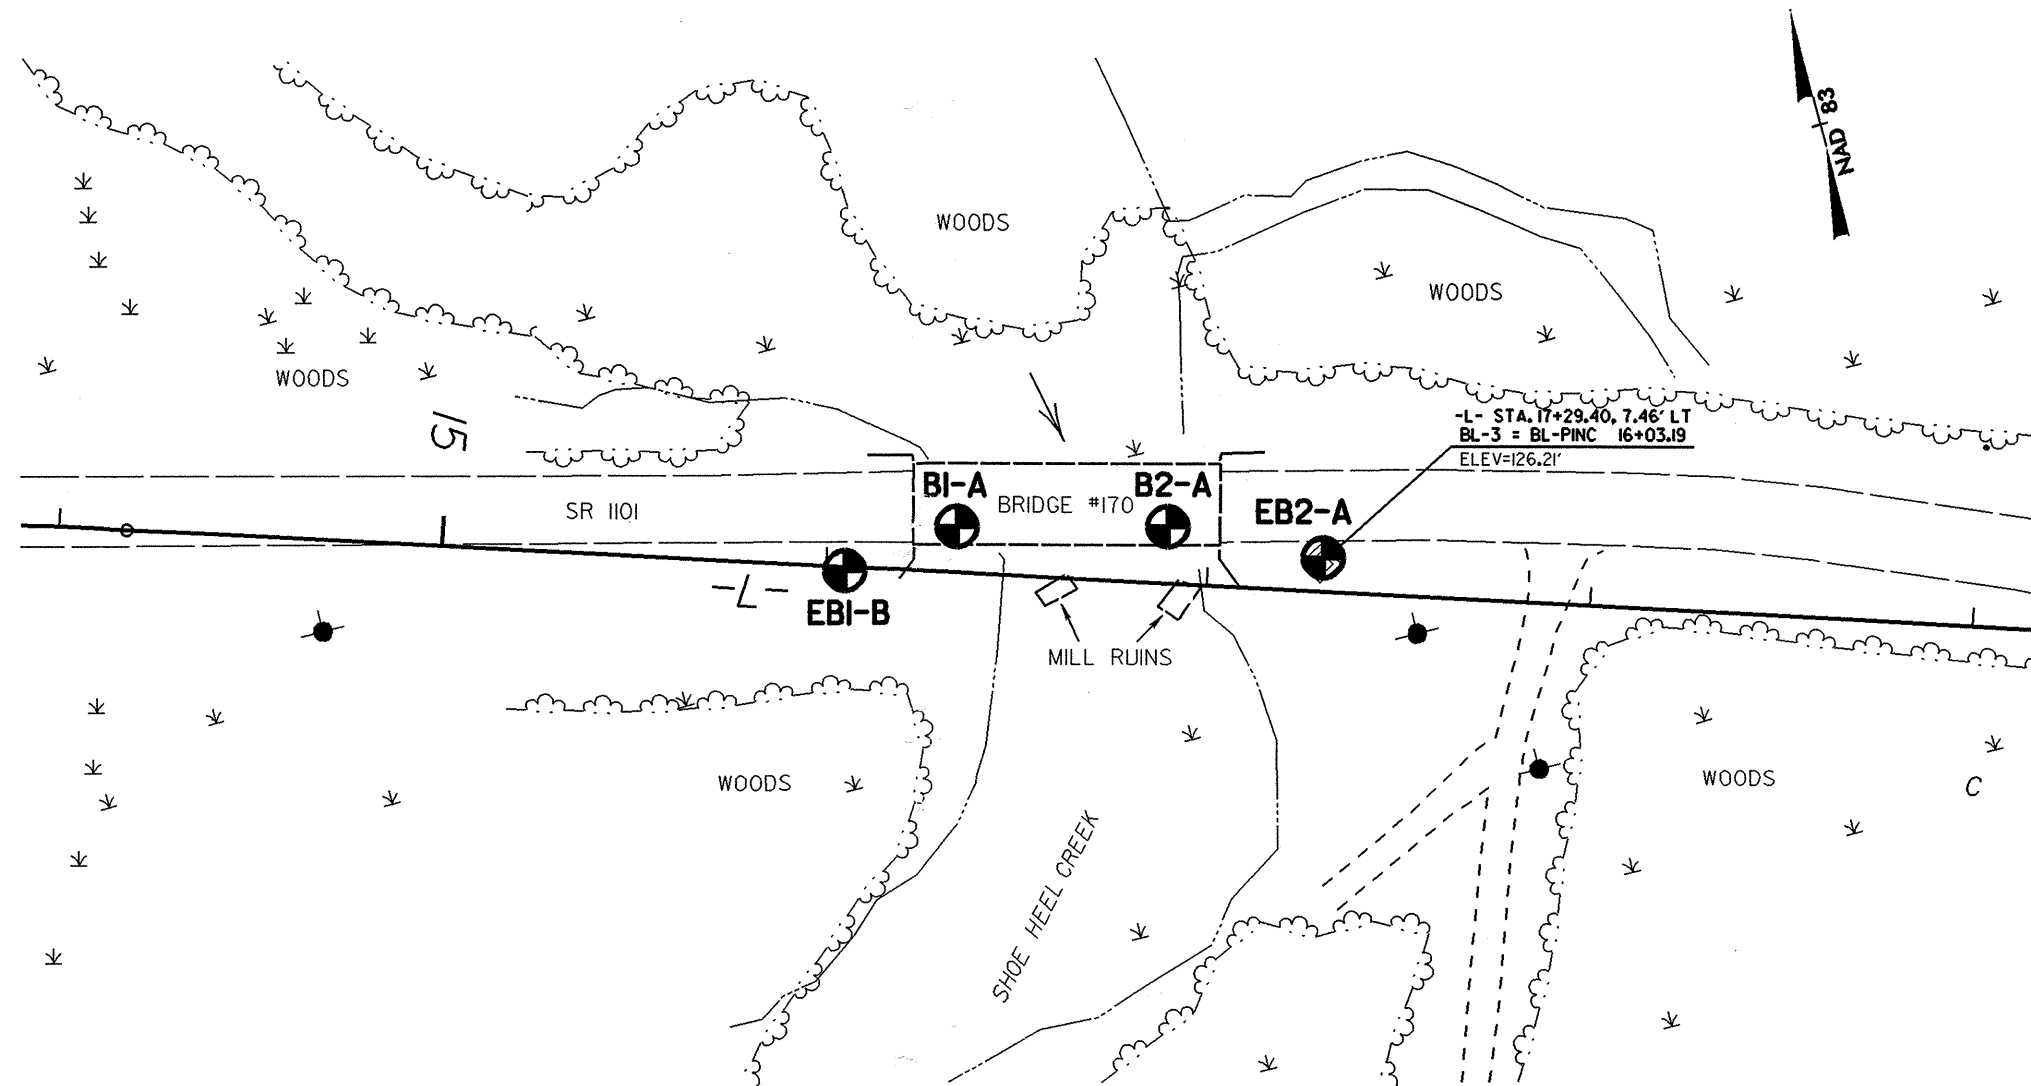 NAD 83
WOODS
WOODS
WOODS
15
-L- STA. 17+29.40, 7.46' LT
BL-3 = BL-PINC 16+03.19
ELEV=126.21'
SR 1101
B1-A
BRIDGE #170
B2-A
EB2-A
-L-
EB1-B
MILL RUINS
WOODS
WOODS
C
SHOE HEEL CREEK